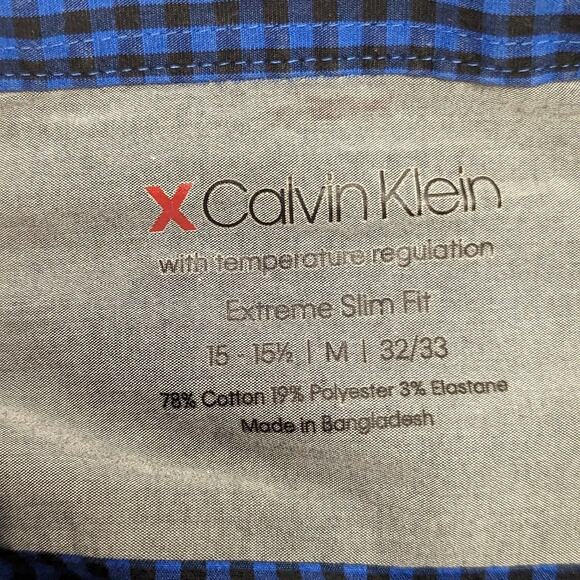 X Calvin Klein
with temperature regulation
Extreme Slim Fit
15 - 15½ | M | 32/33
78% Cotton 19% Polyester 3% Elastane
Made in Bangladesh